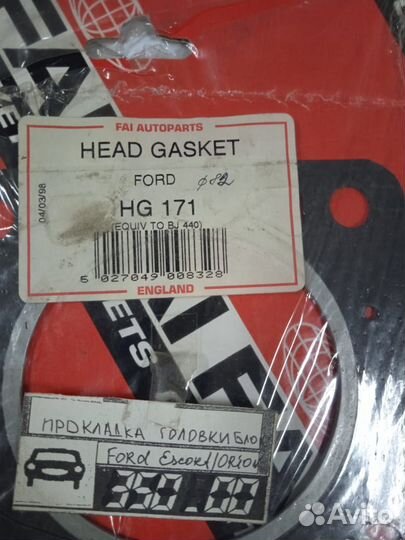 FAI AUTOPARTS
HEAD GASKET
FORD ø82
HG 171
(EQUIV TO BJ 440)
5 027049 008328
ENGLAND
04/03/98
ПРОКЛАДКА ГОЛОВКИ БЛО
Ford Escort/Orion
350.00
Avito